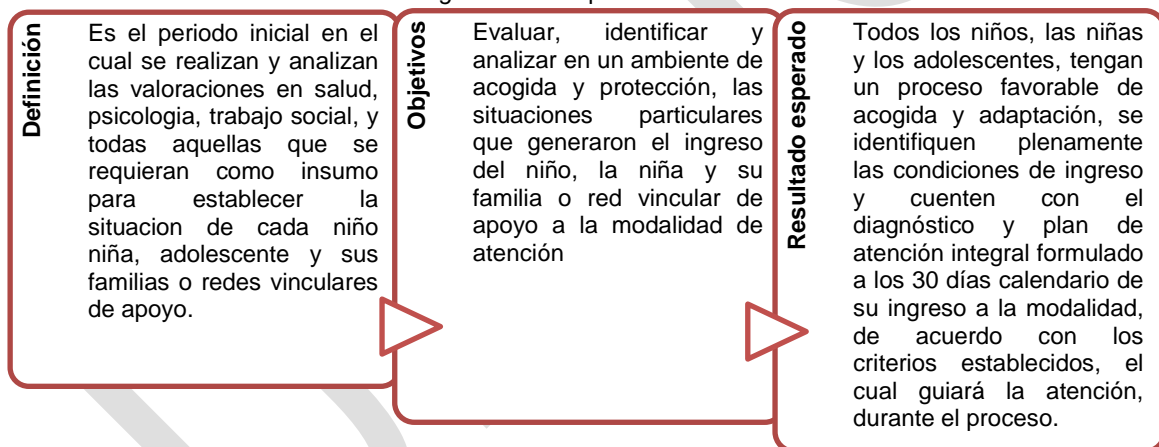 Definición
Es el periodo inicial en el
cual se realizan y analizan
las valoraciones en salud,
psicologia, trabajo social, y
todas aquellas que se
requieran como insumo
para establecer la
situacion de cada niño
niña, adolescente y sus
familias o redes vinculares
de apoyo.
Objetivos
Evaluar, identificar y
analizar en un ambiente de
acogida y protección, las
situaciones particulares
que generaron el ingreso
del niño, la niña y su
familia o red vincular de
apoyo a la modalidad de
atención
Resultado esperado
Todos los niños, las niñas
y los adolescentes, tengan
un proceso favorable de
acogida y adaptación, se
identifiquen plenamente
las condiciones de ingreso
y cuenten con el
diagnóstico y plan de
atención integral formulado
a los 30 días calendario de
su ingreso a la modalidad,
de acuerdo con los
criterios establecidos, el
cual guiará la atención,
durante el proceso.